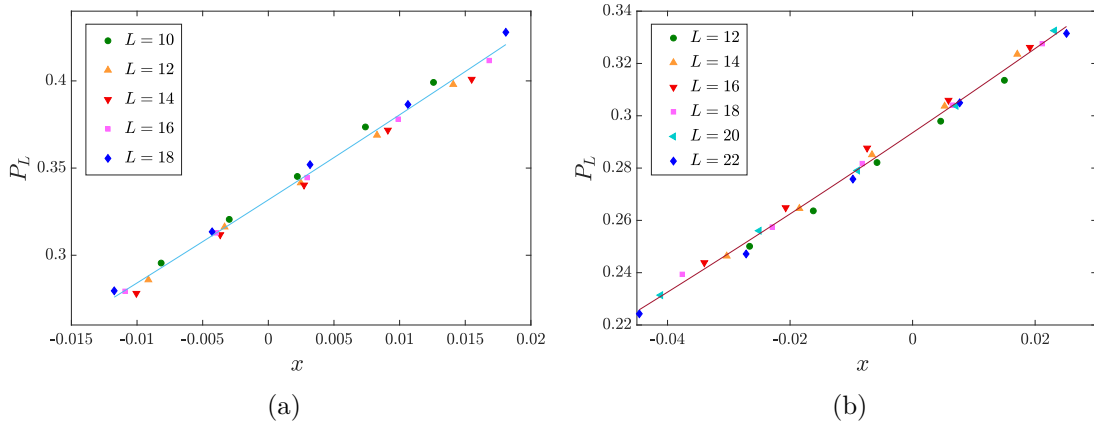 0.4
0.35
0.3
P_L
-0.015
-0.01
-0.005
0
0.005
0.01
0.015
0.02
x
L = 10
L = 12
L = 14
L = 16
L = 18
(a)
0.34
0.32
0.3
0.28
0.26
0.24
0.22
P_L
-0.04
-0.02
0
0.02
x
L = 12
L = 14
L = 16
L = 18
L = 20
L = 22
(b)